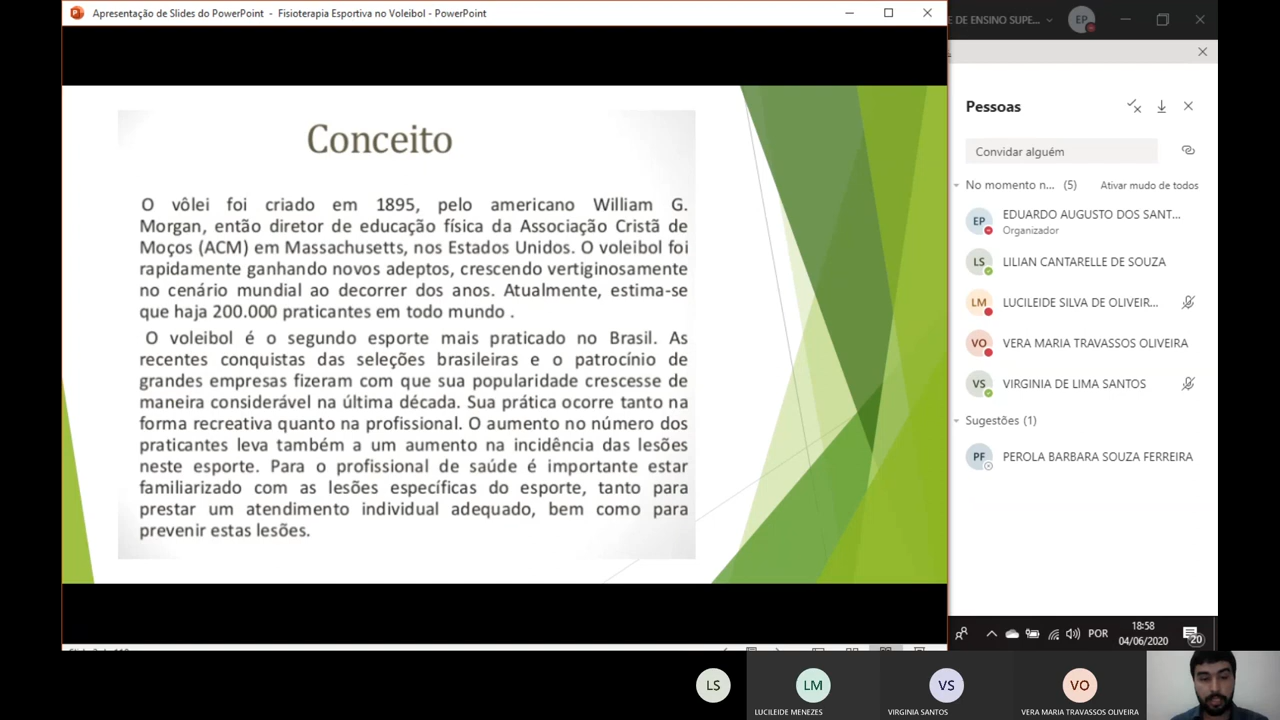 Apresentação de Slides do PowerPoint - Fisioterapia Esportiva no Voleibol - PowerPoint
E DE ENSINO SUPE...
EP
Conceito
O vôlei foi criado em 1895, pelo americano William G.
Morgan, então diretor de educação física da Associação Cristã de
Moços (ACM) em Massachusetts, nos Estados Unidos. O voleibol foi
rapidamente ganhando novos adeptos, crescendo vertiginosamente
no cenário mundial ao decorrer dos anos. Atualmente, estima-se
que haja 200.000 praticantes em todo mundo .
O voleibol é o segundo esporte mais praticado no Brasil. As
recentes conquistas das seleções brasileiras e o patrocínio de
grandes empresas fizeram com que sua popularidade crescesse de
maneira considerável na última década. Sua prática ocorre tanto na
forma recreativa quanto na profissional. O aumento no número dos
praticantes leva também a um aumento na incidência das lesões
neste esporte. Para o profissional de saúde é importante estar
familiarizado com as lesões específicas do esporte, tanto para
prestar um atendimento individual adequado, bem como para
prevenir estas lesões.
Pessoas
Convidar alguém
No momento n... (5) Ativar mudo de todos
EP EDUARDO AUGUSTO DOS SANT...
Organizador
LS LILIAN CANTARELLE DE SOUZA
LM LUCILEIDE SILVA DE OLIVEIR...
VO VERA MARIA TRAVASSOS OLIVEIRA
VS VIRGINIA DE LIMA SANTOS
Sugestões (1)
PF PEROLA BARBARA SOUZA FERREIRA
POR
18:58
04/06/2020
20
LS
LM
VS
VO
LUCILEIDE MENEZES
VIRGINIA SANTOS
VERA MARIA TRAVASSOS OLIVEIRA